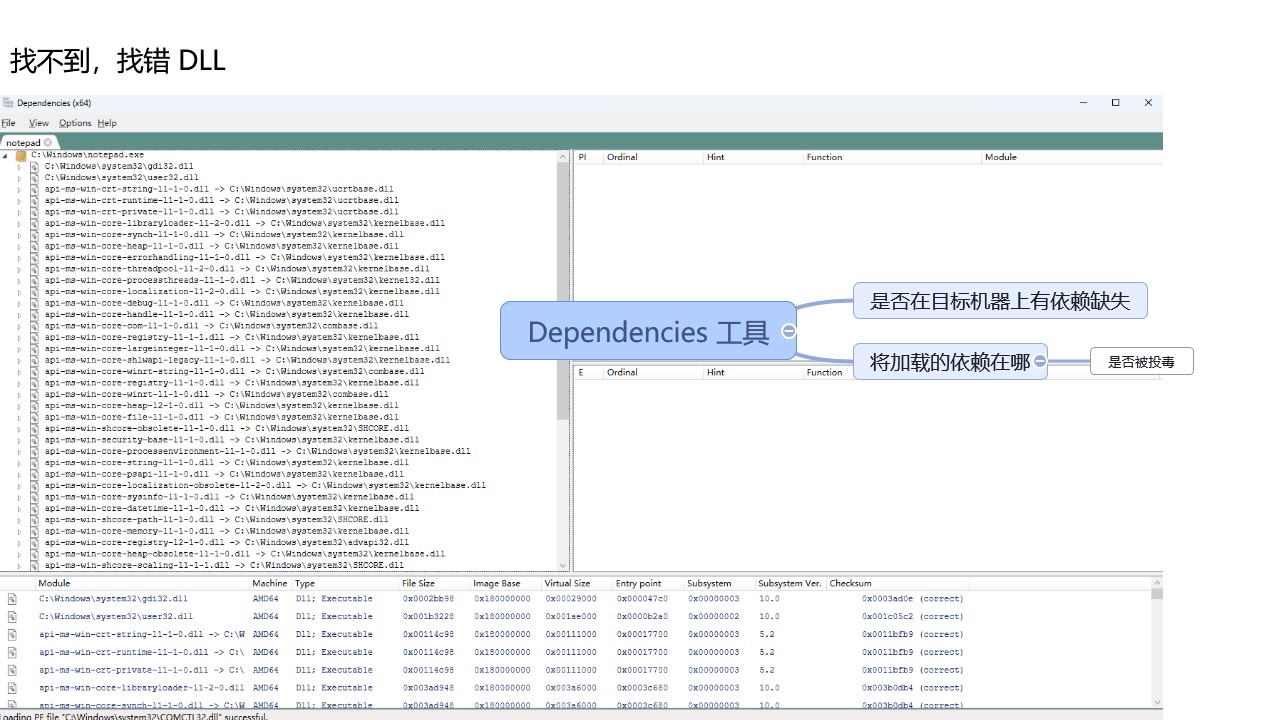 找不到，找错 DLL
Dependencies (x64)
File View Options Help
notepad
C:\Windows\notepad.exe
C:\Windows\system32\gdi32.dll
C:\Windows\system32\user32.dll
api-ms-win-crt-string-l1-1-0.dll -> C:\Windows\system32\ucrtbase.dll
api-ms-win-crt-runtime-l1-1-0.dll -> C:\Windows\system32\ucrtbase.dll
api-ms-win-crt-private-l1-1-0.dll -> C:\Windows\system32\ucrtbase.dll
api-ms-win-core-libraryloader-l1-2-0.dll -> C:\Windows\system32\kernelbase.dll
api-ms-win-core-synch-l1-1-0.dll -> C:\Windows\system32\kernelbase.dll
api-ms-win-core-heap-l1-1-0.dll -> C:\Windows\system32\kernelbase.dll
api-ms-win-core-errorhandling-l1-1-0.dll -> C:\Windows\system32\kernelbase.dll
api-ms-win-core-threadpool-l1-2-0.dll -> C:\Windows\system32\kernelbase.dll
api-ms-win-core-processthreads-l1-1-0.dll -> C:\Windows\system32\kernel32.dll
api-ms-win-core-localization-l1-2-0.dll -> C:\Windows\system32\kernelbase.dll
api-ms-win-core-debug-l1-1-0.dll -> C:\Windows\system32\kernelbase.dll
api-ms-win-core-handle-l1-1-0.dll -> C:\Windows\system32\kernelbase.dll
api-ms-win-core-com-l1-1-0.dll -> C:\Windows\system32\combase.dll
api-ms-win-core-registry-l1-1-1.dll -> C:\Windows\system32\kernelbase.dll
api-ms-win-core-largeinteger-l1-1-0.dll -> C:\Windows\system32\kernelbase.dll
api-ms-win-core-shlwapi-legacy-l1-1-0.dll -> C:\Windows\system32\kernelbase.dll
api-ms-win-core-winrt-string-l1-1-0.dll -> C:\Windows\system32\combase.dll
api-ms-win-core-registry-l1-1-0.dll -> C:\Windows\system32\kernelbase.dll
api-ms-win-core-winrt-l1-1-0.dll -> C:\Windows\system32\combase.dll
api-ms-win-core-heap-l2-1-0.dll -> C:\Windows\system32\kernelbase.dll
api-ms-win-core-file-l1-1-0.dll -> C:\Windows\system32\kernelbase.dll
api-ms-win-shcore-obsolete-l1-1-0.dll -> C:\Windows\system32\SHCORE.dll
api-ms-win-security-base-l1-1-0.dll -> C:\Windows\system32\kernelbase.dll
api-ms-win-core-processenvironment-l1-1-0.dll -> C:\Windows\system32\kernelbase.dll
api-ms-win-core-string-l1-1-0.dll -> C:\Windows\system32\kernelbase.dll
api-ms-win-core-psapi-l1-1-0.dll -> C:\Windows\system32\kernelbase.dll
api-ms-win-core-localization-obsolete-l1-2-0.dll -> C:\Windows\system32\kernelbase.dll
api-ms-win-core-sysinfo-l1-1-0.dll -> C:\Windows\system32\kernelbase.dll
api-ms-win-core-datetime-l1-1-0.dll -> C:\Windows\system32\kernelbase.dll
api-ms-win-shcore-path-l1-1-0.dll -> C:\Windows\system32\SHCORE.dll
api-ms-win-core-memory-l1-1-0.dll -> C:\Windows\system32\kernelbase.dll
api-ms-win-core-registry-l2-1-0.dll -> C:\Windows\system32\advapi32.dll
api-ms-win-core-heap-obsolete-l1-1-0.dll -> C:\Windows\system32\kernelbase.dll
api-ms-win-shcore-scaling-l1-1-1.dll -> C:\Windows\system32\SHCORE.dll
PI Ordinal Hint Function Module
Dependencies 工具
是否在目标机器上有依赖缺失
将加载的依赖在哪
是否被投毒
E Ordinal Hint Function
Module Machine Type File Size Image Base Virtual Size Entry point Subsystem Subsystem Ver. Checksum
C:\Windows\system32\gdi32.dll AMD64 Dll; Executable 0x0002bb98 0x180000000 0x00029000 0x000047c0 0x00000003 10.0 0x0003ad0e (correct)
C:\Windows\system32\user32.dll AMD64 Dll; Executable 0x001b3228 0x180000000 0x001ae000 0x0000b2a0 0x00000002 10.0 0x001c05c2 (correct)
api-ms-win-crt-string-l1-1-0.dll -> C:\W AMD64 Dll; Executable 0x00114c98 0x180000000 0x00111000 0x00017700 0x00000003 5.2 0x0011bfb9 (correct)
api-ms-win-crt-runtime-l1-1-0.dll -> C:\ AMD64 Dll; Executable 0x00114c98 0x180000000 0x00111000 0x00017700 0x00000003 5.2 0x0011bfb9 (correct)
api-ms-win-crt-private-l1-1-0.dll -> C:\ AMD64 Dll; Executable 0x00114c98 0x180000000 0x00111000 0x00017700 0x00000003 5.2 0x0011bfb9 (correct)
api-ms-win-core-libraryloader-l1-2-0.dll AMD64 Dll; Executable 0x003ad948 0x180000000 0x003a6000 0x0003c680 0x00000003 10.0 0x003b0db4 (correct)
api-ms-win-core-synch-l1-1-0.dll -> C:\W AMD64 Dll; Executable 0x003ad948 0x180000000 0x003a6000 0x0003c680 0x00000003 10.0 0x003b0db4 (correct)
Loading PE file "C:\Windows\system32\COMCTL32.dll" successful.